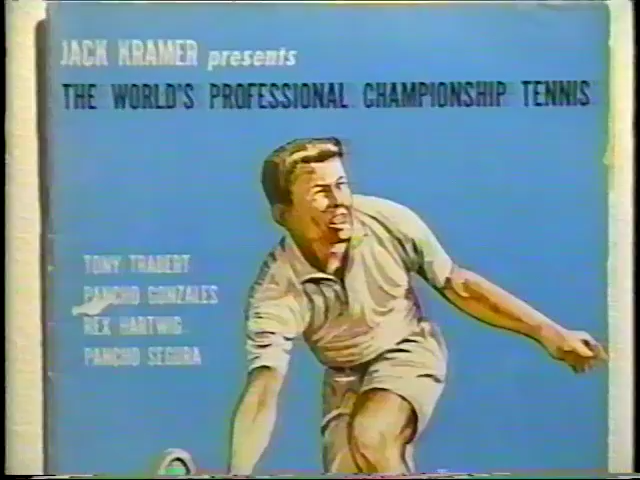 JACK KRAMER presents
THE WORLD'S PROFESSIONAL CHAMPIONSHIP TENNIS
TONY TRABERT
PANCHO GONZALES
REX HARTWIG
PANCHO SEGURA